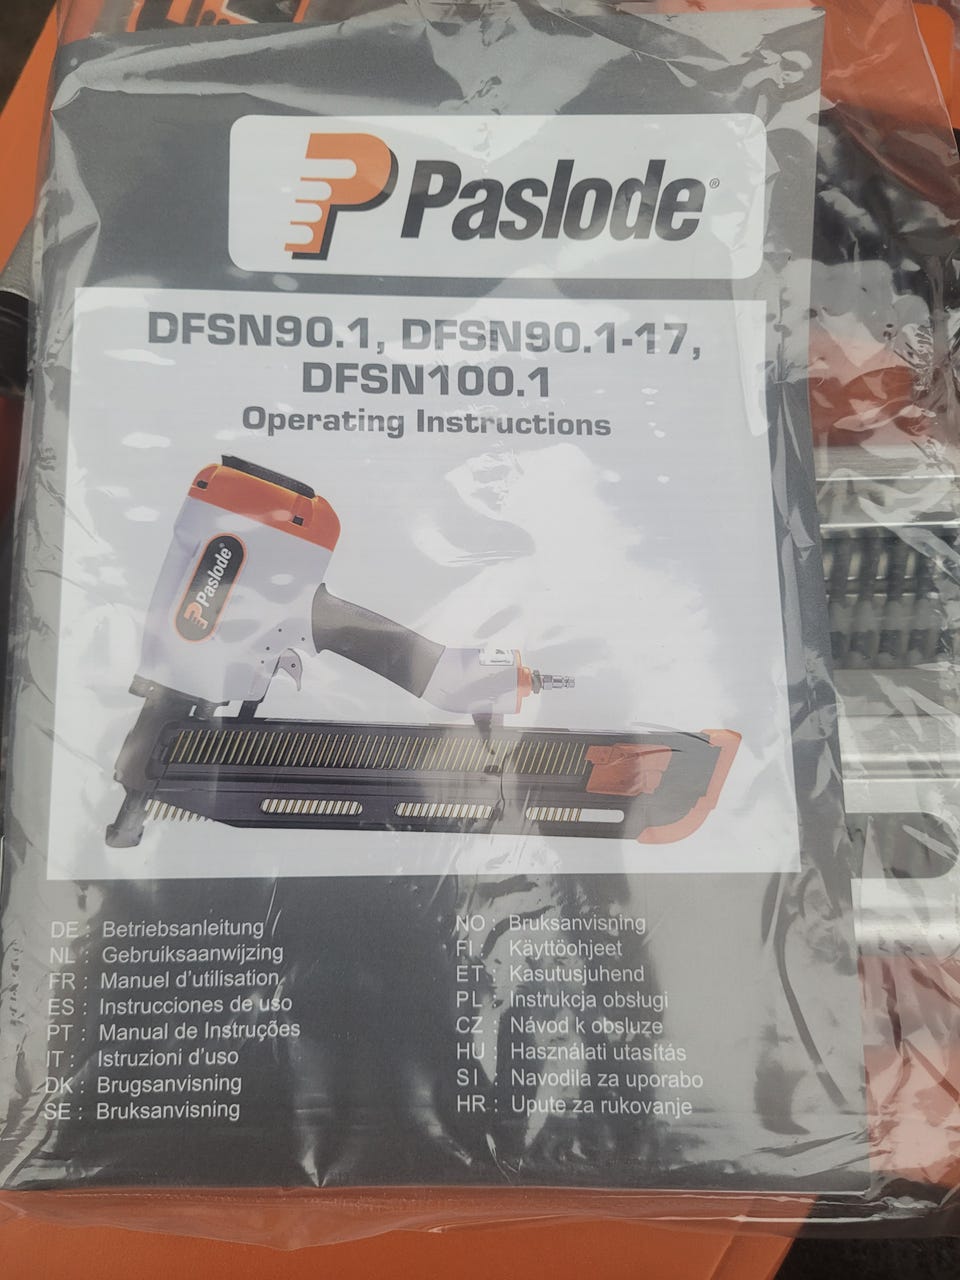 Paslode®
DFSN90.1, DFSN90.1-17,
DFSN100.1
Operating Instructions
Paslode®
DE : Betriebsanleitung
NL : Gebruiksaanwijzing
FR : Manuel d'utilisation
ES : Instrucciones de uso
PT : Manual de Instruções
IT : Istruzioni d'uso
DK : Brugsanvisning
SE : Bruksanvisning
NO : Bruksanvisning
FI : Käyttöohjeet
ET : Kasutusjuhend
PL : Instrukcja obsługi
CZ : Návod k obsluze
HU : Használati utasítás
SI : Navodila za uporabo
HR : Upute za rukovanje